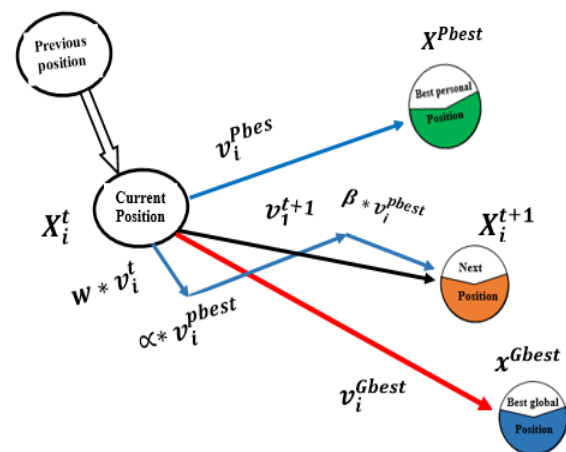 Previous
position
X^{Pbest}
Best personal
Position
v_i^{Pbes}
Current
Position
X_i^t
v_1^{t+1}
β * v_i^{pbest}
X_i^{t+1}
Next
Position
w * v_i^t
∝* v_i^{pbest}
x^{Gbest}
v_i^{Gbest}
Best global
Position